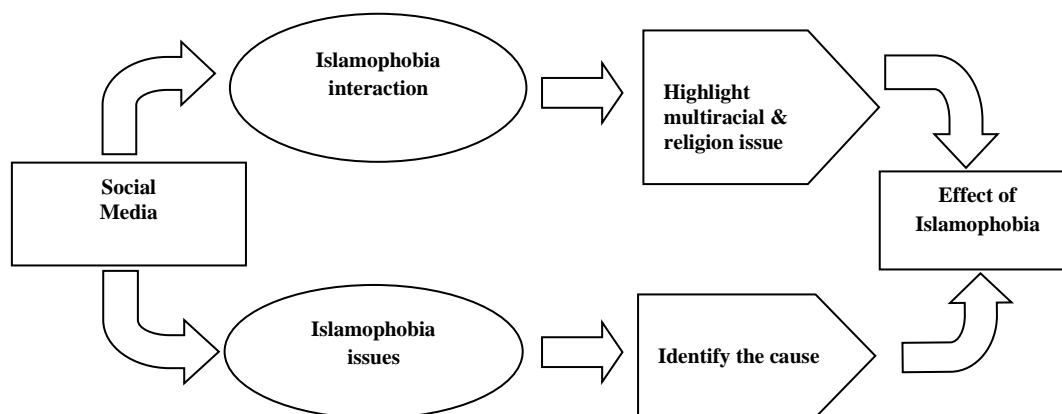 Islamophobia
interaction
Highlight
multiracial &
religion issue
Social
Media
Effect of
Islamophobia
Islamophobia
issues
Identify the cause